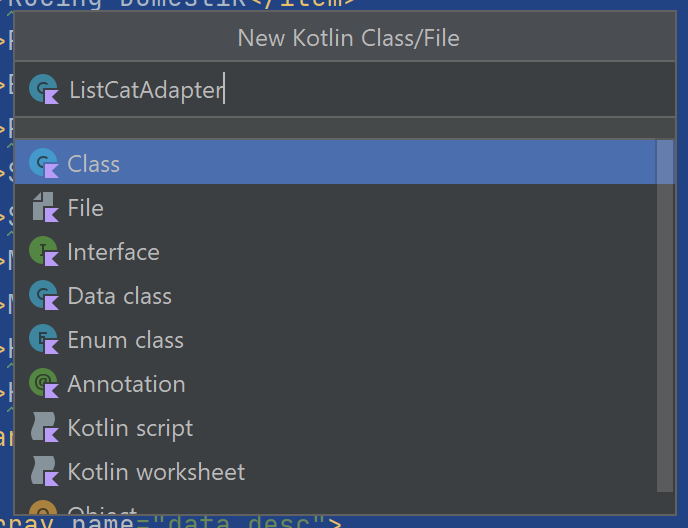 >Kucing Domestik</item>
New Kotlin Class/File
ListCatAdapter
Class
File
Interface
Data class
Enum class
Annotation
Kotlin script
Kotlin worksheet
Object
rray name="data_desc">